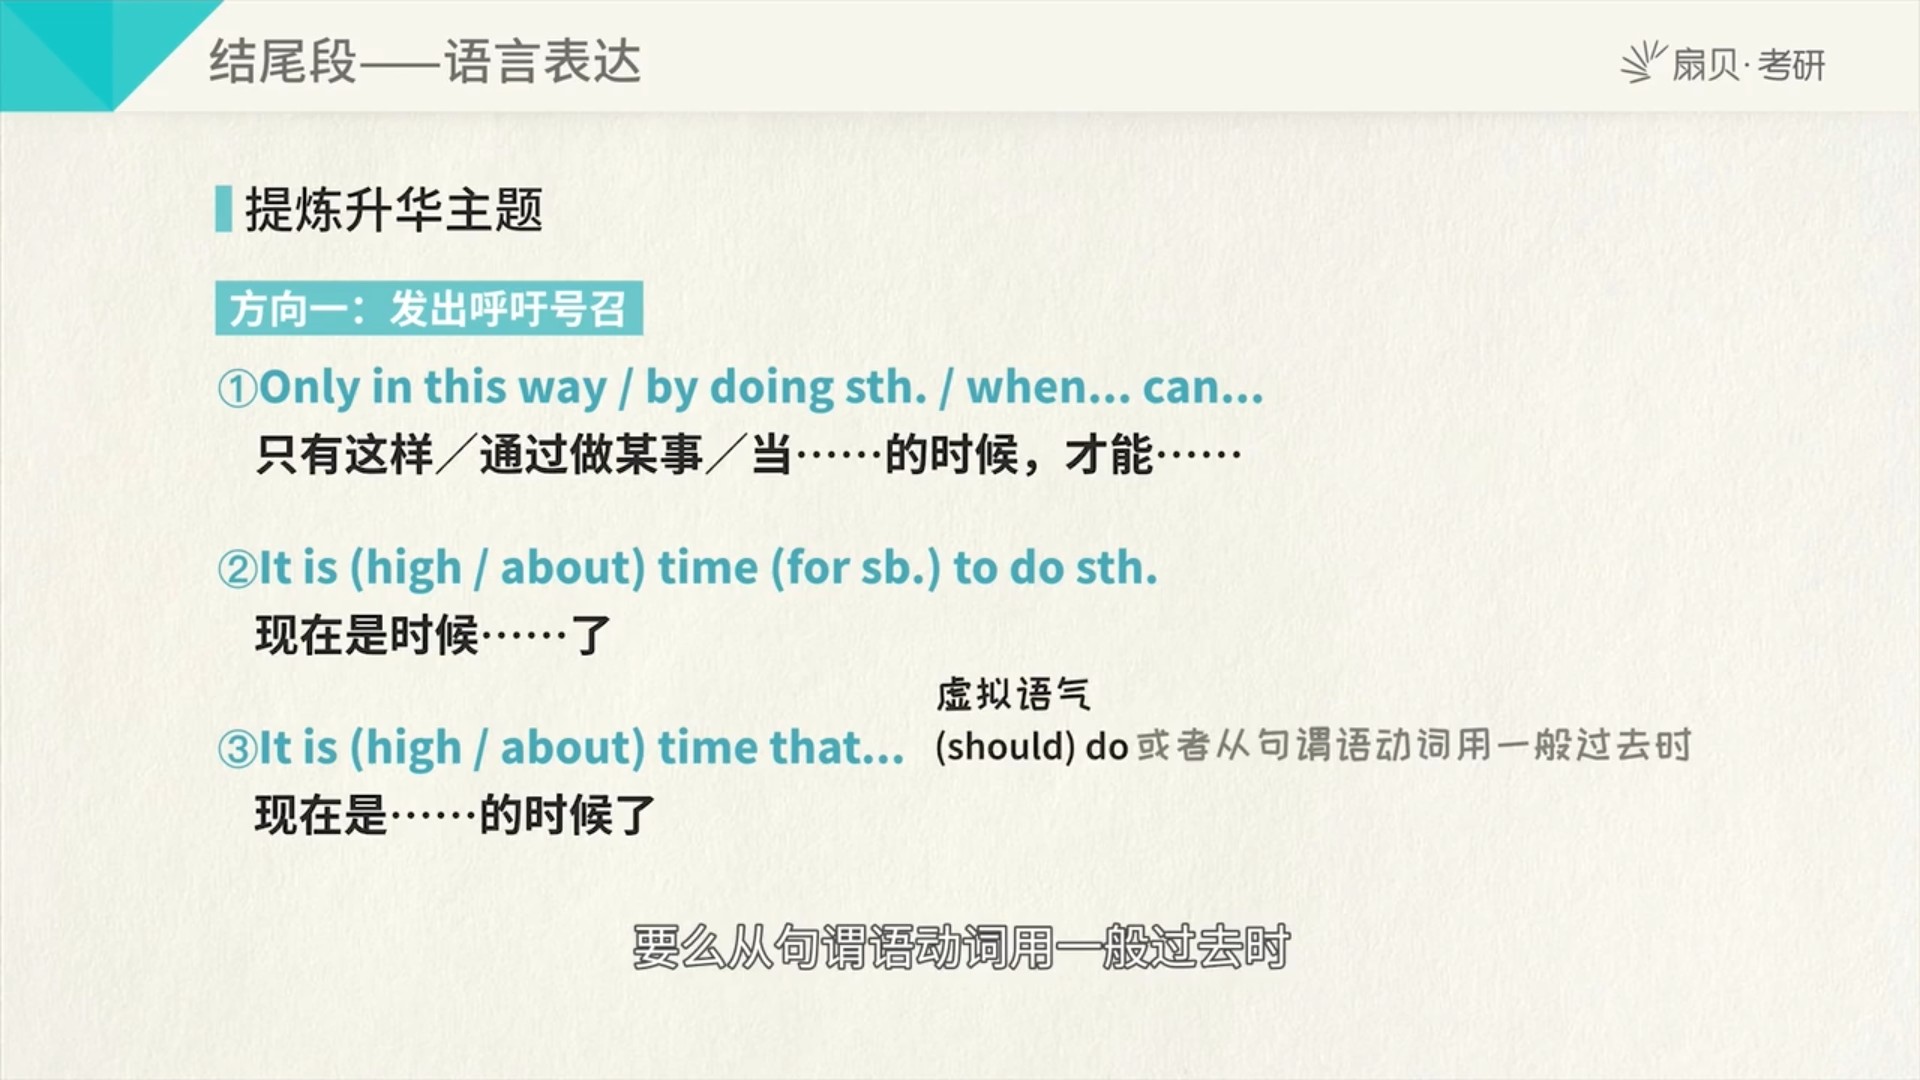 结尾段——语言表达
扇贝·考研
提炼升华主题
方向一：发出呼吁号召
①Only in this way / by doing sth. / when... can...
只有这样／通过做某事／当……的时候，才能……
②It is (high / about) time (for sb.) to do sth.
现在是时候……了
虚拟语气
③It is (high / about) time that... (should) do 或者从句谓语动词用一般过去时
现在是……的时候了
要么从句谓语动词用一般过去时